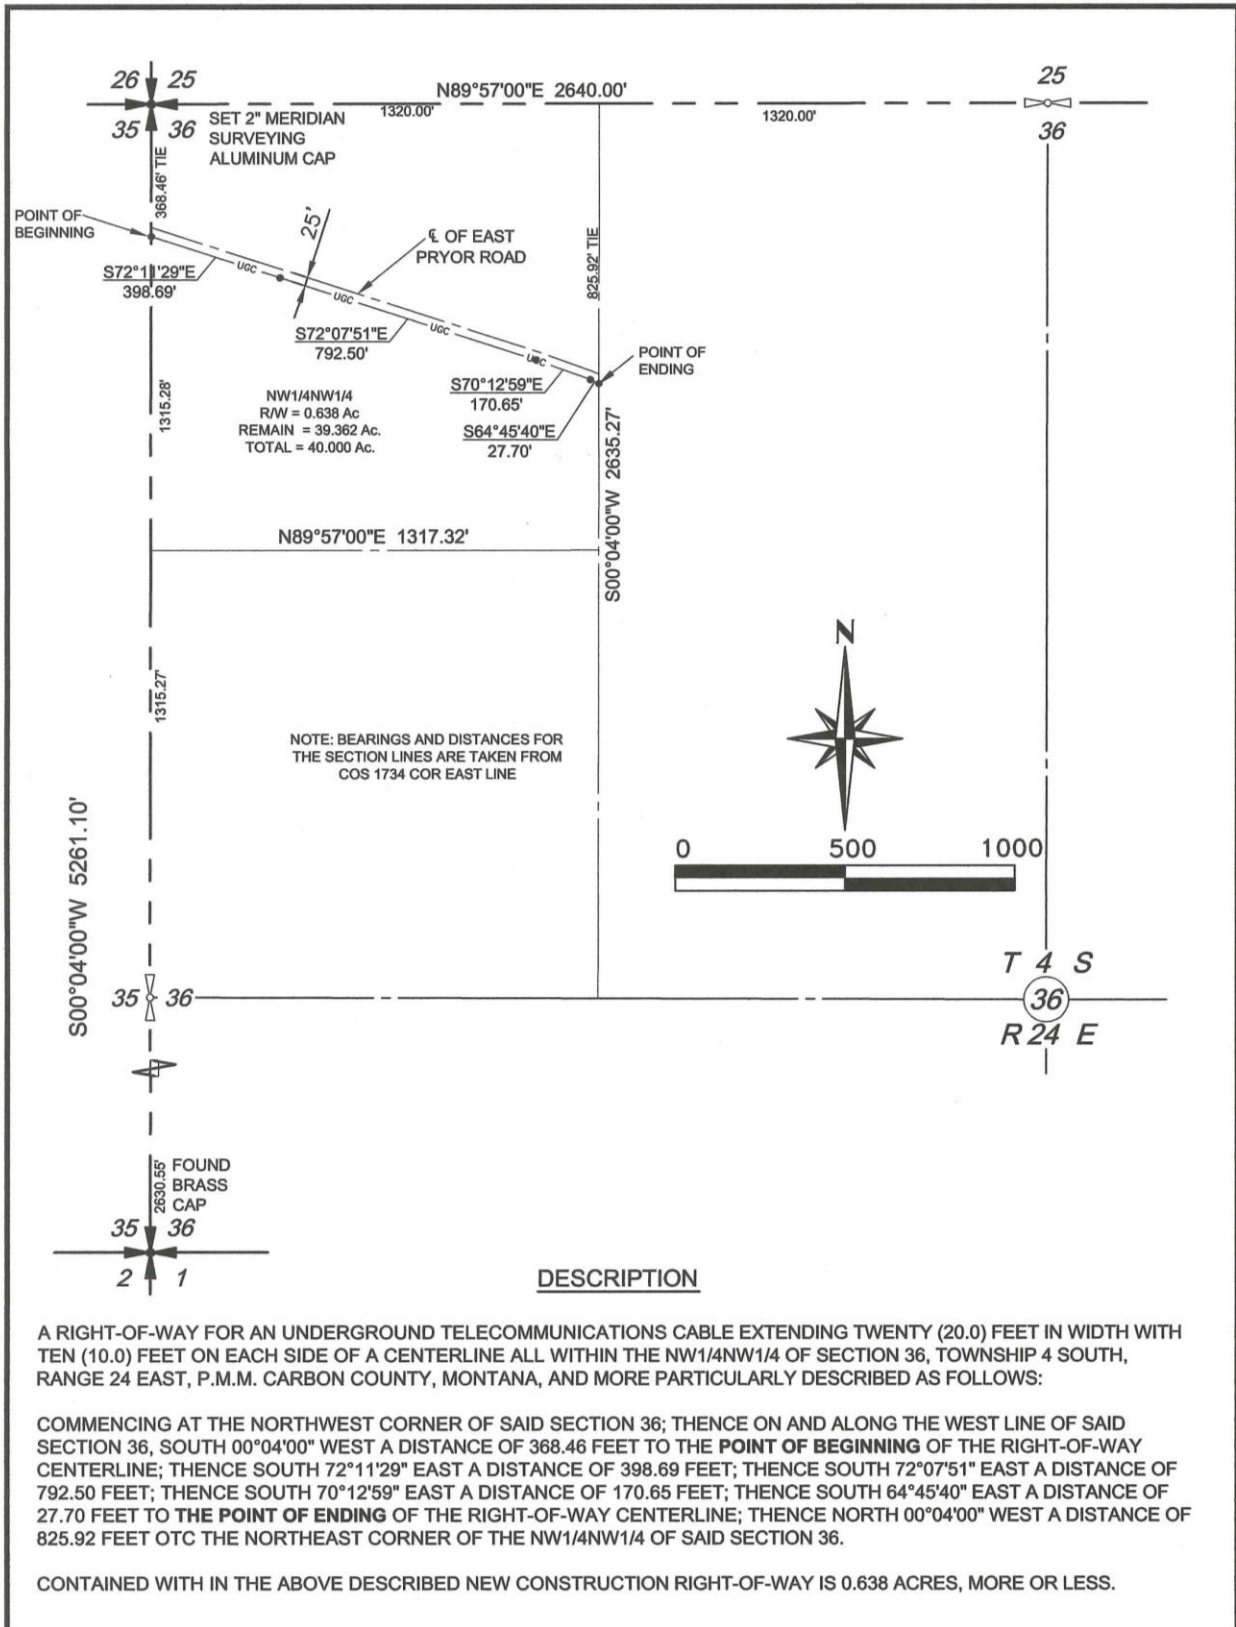 26 25
N89°57'00"E 2640.00'
25
1320.00'
1320.00'
35 36
36
SET 2" MERIDIAN
SURVEYING
ALUMINUM CAP
368.46' TIE
POINT OF
BEGINNING
25'
℄ OF EAST
PRYOR ROAD
825.92' TIE
S72°11'29"E
398.69'
UGC
UGC
UGC
UGC
S72°07'51"E
792.50'
POINT OF
ENDING
S70°12'59"E
170.65'
S64°45'40"E
27.70'
1315.28'
NW1/4NW1/4
R/W = 0.638 Ac
REMAIN = 39.362 Ac.
TOTAL = 40.000 Ac.
S00°04'00"W 2635.27'
N89°57'00"E 1317.32'
1315.27'
N
NOTE: BEARINGS AND DISTANCES FOR
THE SECTION LINES ARE TAKEN FROM
COS 1734 COR EAST LINE
S00°04'00"W 5261.10'
0 500 1000
T 4 S
35 36
36
R 24 E
2630.55'
FOUND
BRASS
CAP
35 36
2 1
DESCRIPTION
A RIGHT-OF-WAY FOR AN UNDERGROUND TELECOMMUNICATIONS CABLE EXTENDING TWENTY (20.0) FEET IN WIDTH WITH
TEN (10.0) FEET ON EACH SIDE OF A CENTERLINE ALL WITHIN THE NW1/4NW1/4 OF SECTION 36, TOWNSHIP 4 SOUTH,
RANGE 24 EAST, P.M.M. CARBON COUNTY, MONTANA, AND MORE PARTICULARLY DESCRIBED AS FOLLOWS:
COMMENCING AT THE NORTHWEST CORNER OF SAID SECTION 36; THENCE ON AND ALONG THE WEST LINE OF SAID
SECTION 36, SOUTH 00°04'00" WEST A DISTANCE OF 368.46 FEET TO THE POINT OF BEGINNING OF THE RIGHT-OF-WAY
CENTERLINE; THENCE SOUTH 72°11'29" EAST A DISTANCE OF 398.69 FEET; THENCE SOUTH 72°07'51" EAST A DISTANCE OF
792.50 FEET; THENCE SOUTH 70°12'59" EAST A DISTANCE OF 170.65 FEET; THENCE SOUTH 64°45'40" EAST A DISTANCE OF
27.70 FEET TO THE POINT OF ENDING OF THE RIGHT-OF-WAY CENTERLINE; THENCE NORTH 00°04'00" WEST A DISTANCE OF
825.92 FEET OTC THE NORTHEAST CORNER OF THE NW1/4NW1/4 OF SAID SECTION 36.
CONTAINED WITH IN THE ABOVE DESCRIBED NEW CONSTRUCTION RIGHT-OF-WAY IS 0.638 ACRES, MORE OR LESS.